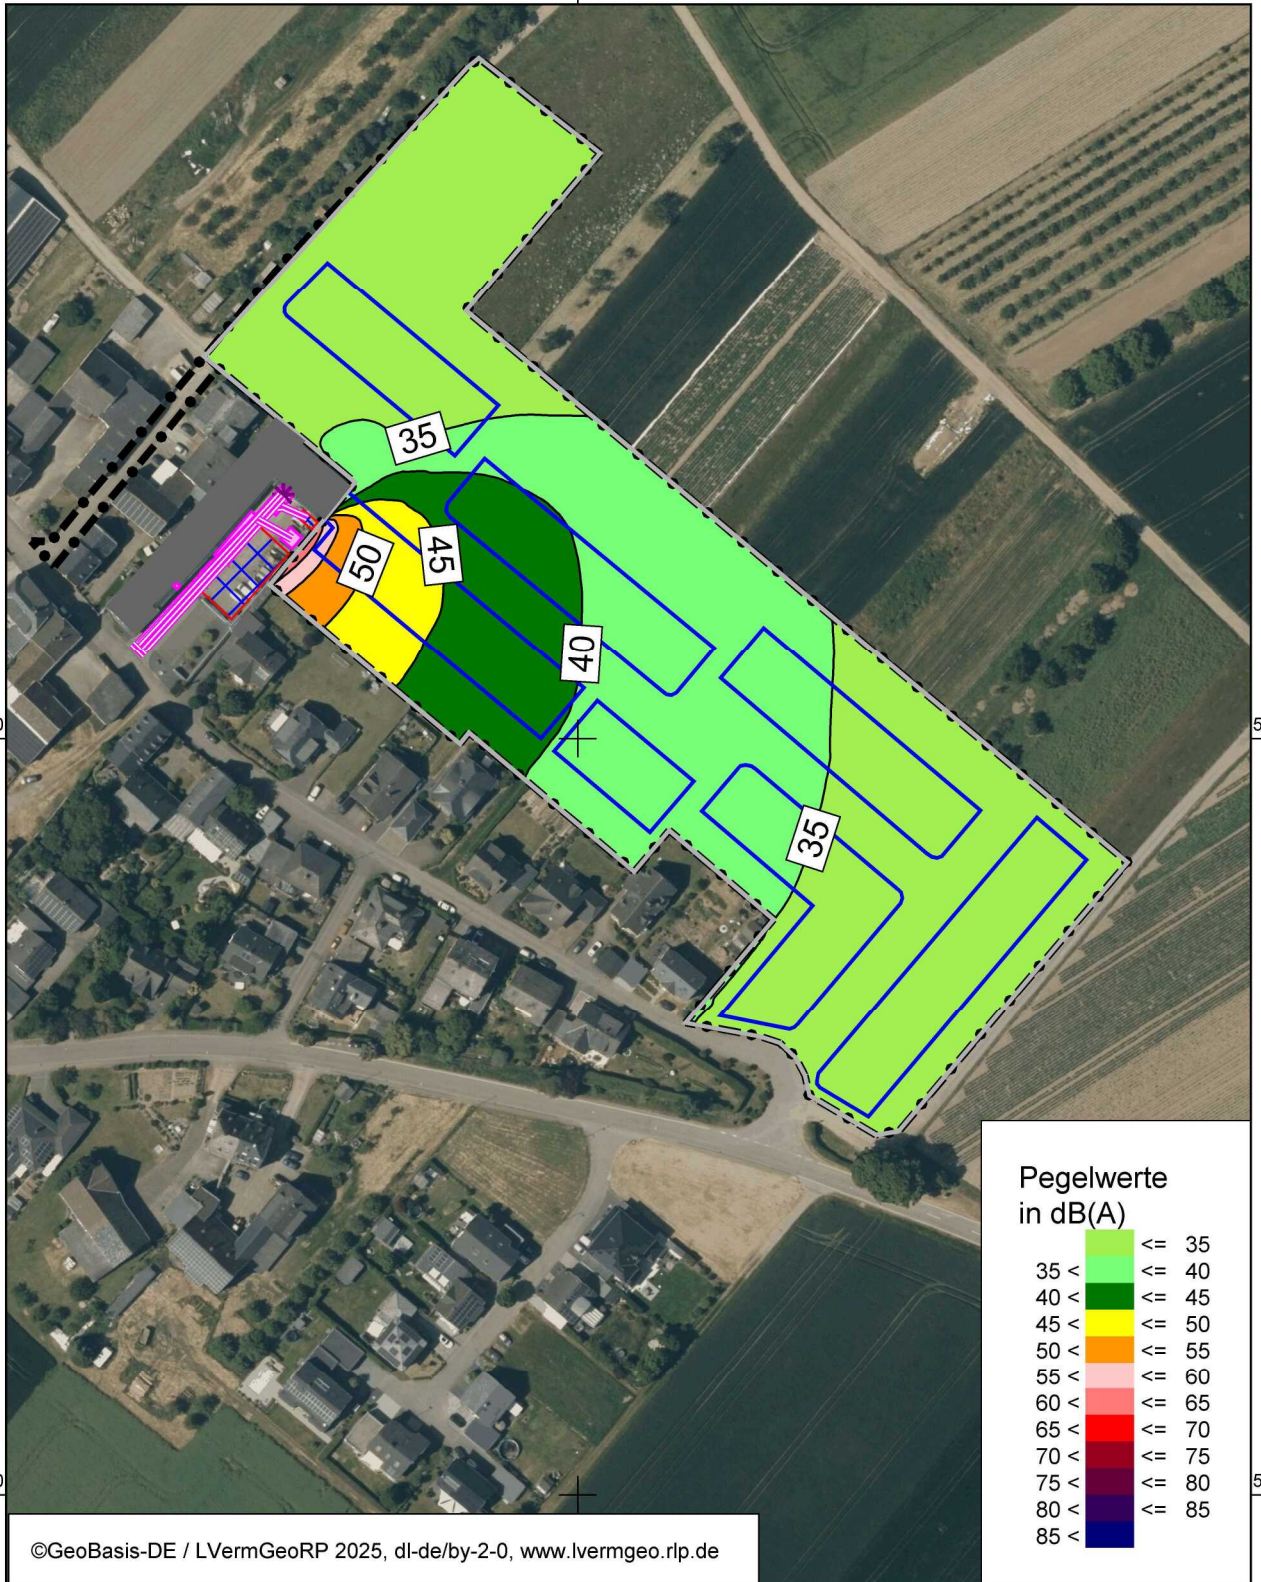 35
50
45
40
35
Pegelwerte
in dB(A)
<= 35
35 < <= 40
40 < <= 45
45 < <= 50
50 < <= 55
55 < <= 60
60 < <= 65
65 < <= 70
70 < <= 75
75 < <= 80
80 < <= 85
85 <
©GeoBasis-DE / LVermGeoRP 2025, dl-de/by-2-0, www.lvermgeo.rlp.de